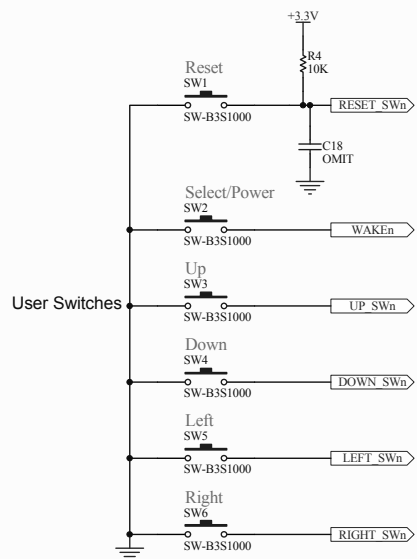 +3.3V
R4
10K
Reset
SW1
SW-B3S1000
RESET_SWn
C18
OMIT
Select/Power
SW2
SW-B3S1000
WAKEn
Up
SW3
SW-B3S1000
UP_SWn
User Switches
Down
SW4
SW-B3S1000
DOWN_SWn
Left
SW5
SW-B3S1000
LEFT_SWn
Right
SW6
SW-B3S1000
RIGHT_SWn